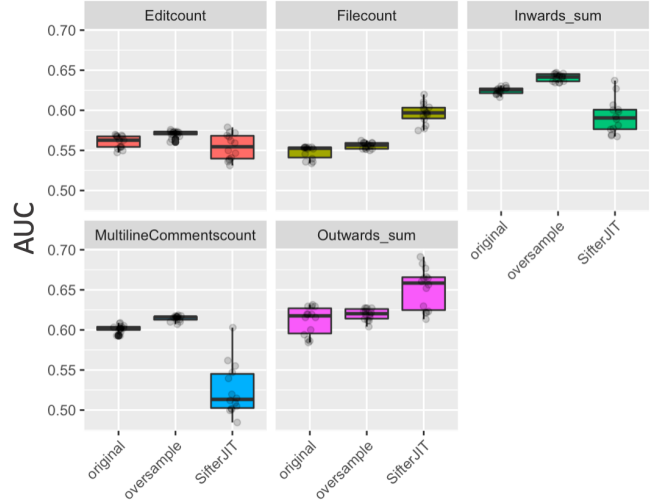 Editcount
Filecount
Inwards_sum
0.70
0.65
0.60
0.55
0.50
original
oversample
SifterJIT
AUC
MultilineCommentscount
Outwards_sum
0.70
0.65
0.60
0.55
0.50
original
oversample
SifterJIT
original
oversample
SifterJIT